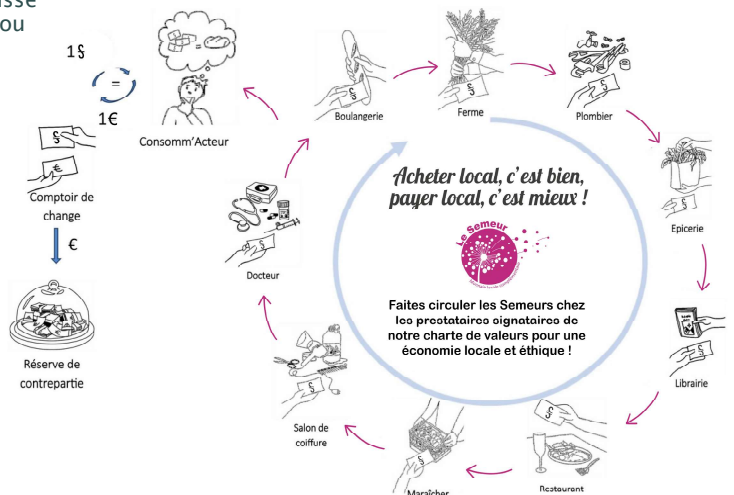 sse
ou
1§
=
1€
=
Consomm'Acteur
§
€
Comptoir de
change
€
Réserve de
contrepartie
Boulangerie
Ferme
Plombier
Epicerie
Librairie
Restaurant
Maraîcher
Salon de
coiffure
Docteur
Acheter local, c'est bien,
payer local, c'est mieux !
Le Semeur
Faites circuler les Semeurs chez
les prestataires signataires de
notre charte de valeurs pour une
économie locale et éthique !